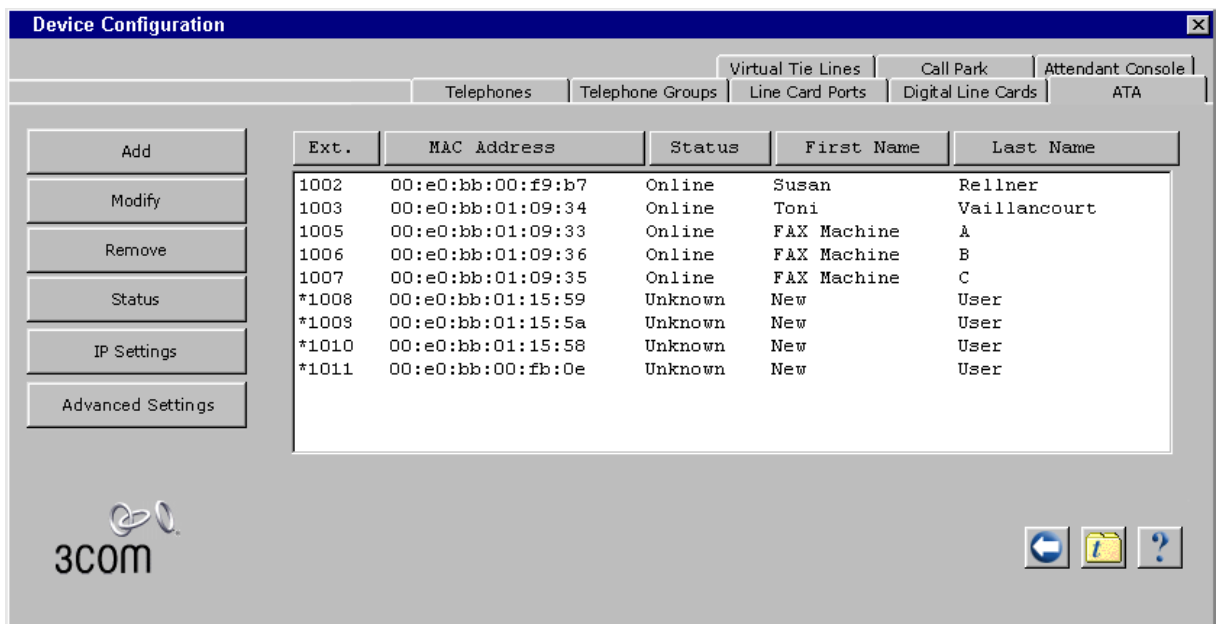 Device Configuration
Virtual Tie Lines Call Park Attendant Console
Telephones Telephone Groups Line Card Ports Digital Line Cards ATA
Add
Modify
Remove
Status
IP Settings
Advanced Settings
Ext. MAC Address Status First Name Last Name
1002 00:e0:bb:00:f9:b7 Online Susan Rellner
1003 00:e0:bb:01:09:34 Online Toni Vaillancourt
1005 00:e0:bb:01:09:33 Online FAX Machine A
1006 00:e0:bb:01:09:36 Online FAX Machine B
1007 00:e0:bb:01:09:35 Online FAX Machine C
*1008 00:e0:bb:01:15:59 Unknown New User
*1009 00:e0:bb:01:15:5a Unknown New User
*1010 00:e0:bb:01:15:58 Unknown New User
*1011 00:e0:bb:00:fb:0e Unknown New User
3COM
t ?